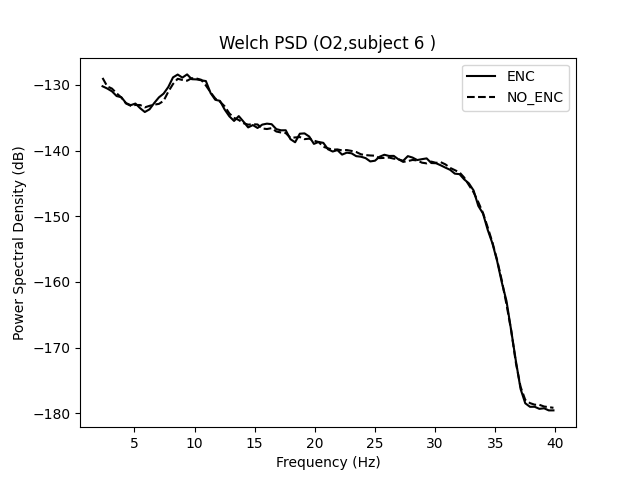 Welch PSD (O2,subject 6 )
ENC
NO_ENC
Power Spectral Density (dB)
−130
−140
−150
−160
−170
−180
5 10 15 20 25 30 35 40
Frequency (Hz)